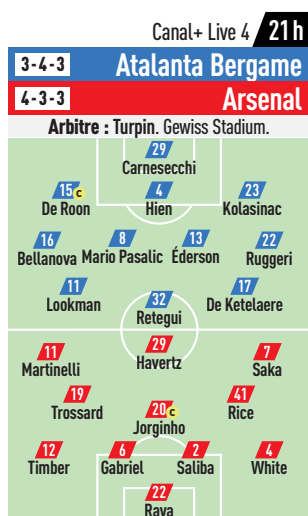 Canal+ Live 4 21 h
3-4-3 Atalanta Bergame
4-3-3 Arsenal
Arbitre : Turpin. Gewiss Stadium.
29
Carnesecchi
15 c 4 23
De Roon Hien Kolasinac
16 8 13 22
Bellanova Mario Pasalic Éderson Ruggeri
11 17
Lookman De Ketelaere
32
Retegui
29
Havertz
11 7
Martinelli Saka
19 41
Trossard Rice
20 c
Jorginho
12 6 2 4
Timber Gabriel Saliba White
22
Raya